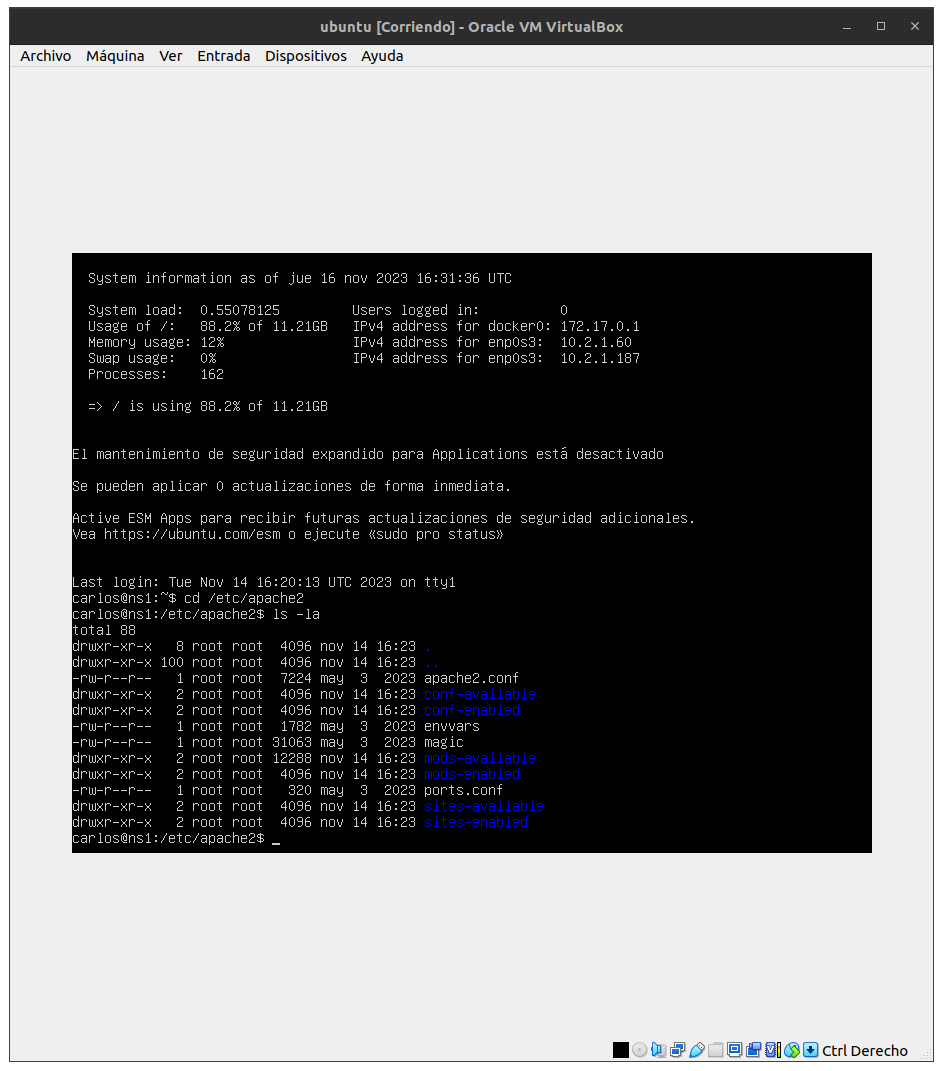 ubuntu [Corriendo] - Oracle VM VirtualBox
Archivo Máquina Ver Entrada Dispositivos Ayuda
System information as of jue 16 nov 2023 16:31:36 UTC
System load: 0.55078125 Users logged in: 0
Usage of /: 88.2% of 11.21GB IPv4 address for docker0: 172.17.0.1
Memory usage: 12% IPv4 address for enp0s3: 10.2.1.60
Swap usage: 0% IPv4 address for enp0s3: 10.2.1.187
Processes: 162
=> / is using 88.2% of 11.21GB
El mantenimiento de seguridad expandido para Applications está desactivado
Se pueden aplicar 0 actualizaciones de forma inmediata.
Active ESM Apps para recibir futuras actualizaciones de seguridad adicionales.
Vea https://ubuntu.com/esm o ejecute «sudo pro status»
Last login: Tue Nov 14 16:20:13 UTC 2023 on tty1
carlos@ns1:~$ cd /etc/apache2
carlos@ns1:/etc/apache2$ ls -la
total 88
drwxr-xr-x 8 root root 4096 nov 14 16:23 .
drwxr-xr-x 100 root root 4096 nov 14 16:23 ..
-rw-r--r-- 1 root root 7224 may 3 2023 apache2.conf
drwxr-xr-x 2 root root 4096 nov 14 16:23 conf-available
drwxr-xr-x 2 root root 4096 nov 14 16:23 conf-enabled
-rw-r--r-- 1 root root 1782 may 3 2023 envvars
-rw-r--r-- 1 root root 31063 may 3 2023 magic
drwxr-xr-x 2 root root 12288 nov 14 16:23 mods-available
drwxr-xr-x 2 root root 4096 nov 14 16:23 mods-enabled
-rw-r--r-- 1 root root 320 may 3 2023 ports.conf
drwxr-xr-x 2 root root 4096 nov 14 16:23 sites-available
drwxr-xr-x 2 root root 4096 nov 14 16:23 sites-enabled
carlos@ns1:/etc/apache2$ _
Ctrl Derecho